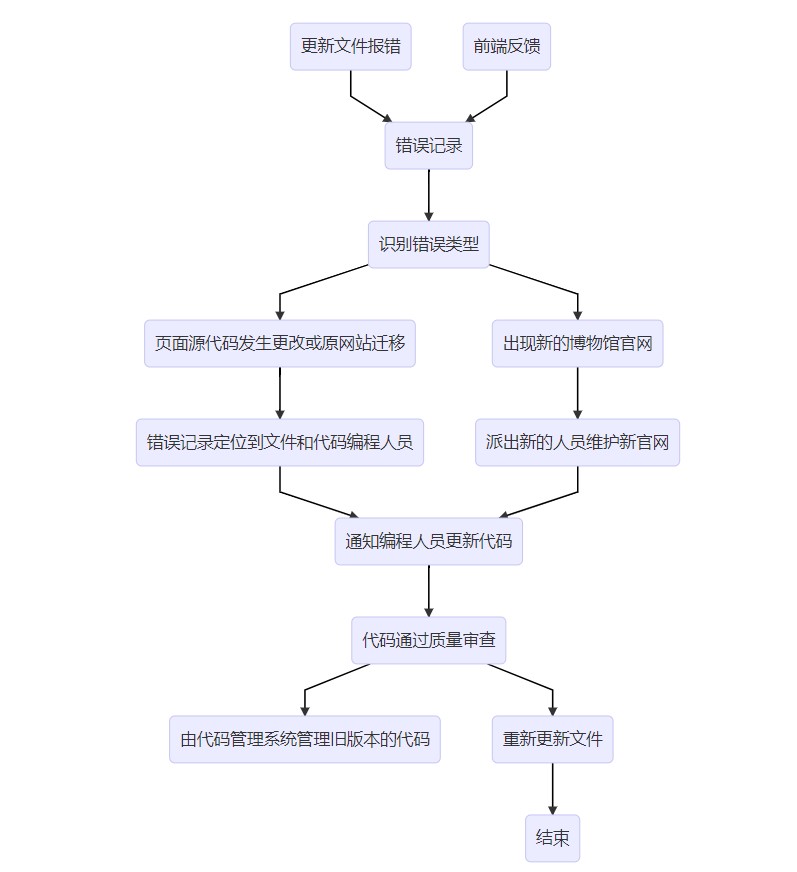 更新文件报错
前端反馈
错误记录
识别错误类型
页面源代码发生更改或原网站迁移
出现新的博物馆官网
错误记录定位到文件和代码编程人员
派出新的人员维护新官网
通知编程人员更新代码
代码通过质量审查
由代码管理系统管理旧版本的代码
重新更新文件
结束